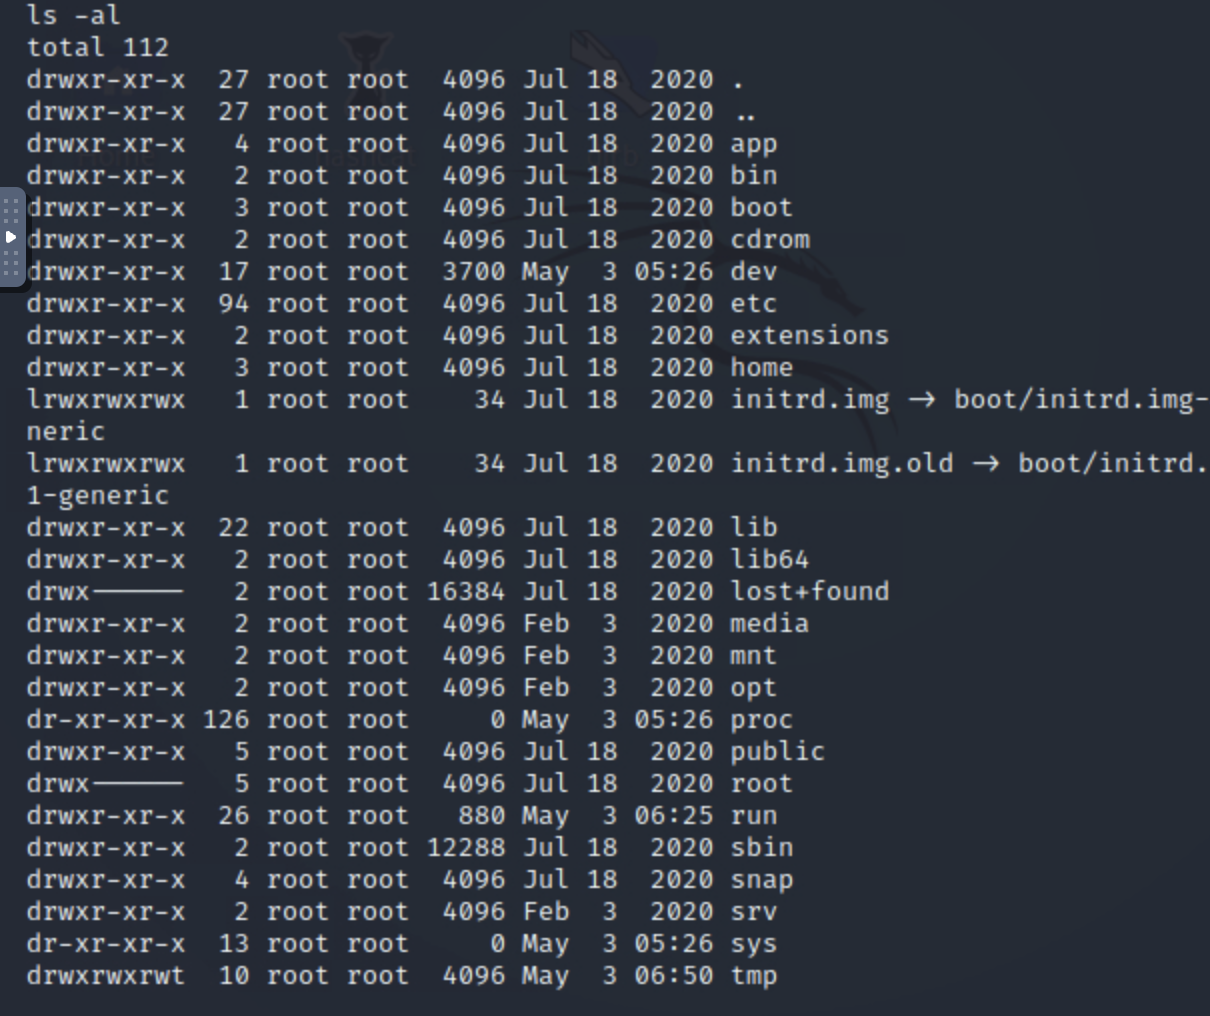 ls -al
total 112
drwxr-xr-x  27 root root  4096 Jul 18  2020 .
drwxr-xr-x  27 root root  4096 Jul 18  2020 ..
drwxr-xr-x   4 root root  4096 Jul 18  2020 app
drwxr-xr-x   2 root root  4096 Jul 18  2020 bin
drwxr-xr-x   3 root root  4096 Jul 18  2020 boot
drwxr-xr-x   2 root root  4096 Jul 18  2020 cdrom
drwxr-xr-x  17 root root  3700 May  3 05:26 dev
drwxr-xr-x  94 root root  4096 Jul 18  2020 etc
drwxr-xr-x   2 root root  4096 Jul 18  2020 extensions
drwxr-xr-x   3 root root  4096 Jul 18  2020 home
lrwxrwxrwx   1 root root    34 Jul 18  2020 initrd.img → boot/initrd.img-
neric
lrwxrwxrwx   1 root root    34 Jul 18  2020 initrd.img.old → boot/initrd.
1-generic
drwxr-xr-x  22 root root  4096 Jul 18  2020 lib
drwxr-xr-x   2 root root  4096 Jul 18  2020 lib64
drwx------   2 root root 16384 Jul 18  2020 lost+found
drwxr-xr-x   2 root root  4096 Feb  3  2020 media
drwxr-xr-x   2 root root  4096 Feb  3  2020 mnt
drwxr-xr-x   2 root root  4096 Feb  3  2020 opt
dr-xr-xr-x 126 root root     0 May  3 05:26 proc
drwxr-xr-x   5 root root  4096 Jul 18  2020 public
drwx------   5 root root  4096 Jul 18  2020 root
drwxr-xr-x  26 root root   880 May  3 06:25 run
drwxr-xr-x   2 root root 12288 Jul 18  2020 sbin
drwxr-xr-x   4 root root  4096 Jul 18  2020 snap
drwxr-xr-x   2 root root  4096 Feb  3  2020 srv
dr-xr-xr-x  13 root root     0 May  3 05:26 sys
drwxrwxrwt  10 root root  4096 May  3 06:50 tmp